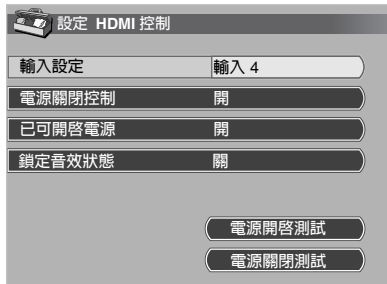 設定 HDMI 控制
輸入設定 輸入 4
電源關閉控制 開
已可開啓電源 開
鎖定音效狀態 關
電源開啓測試
電源關閉測試